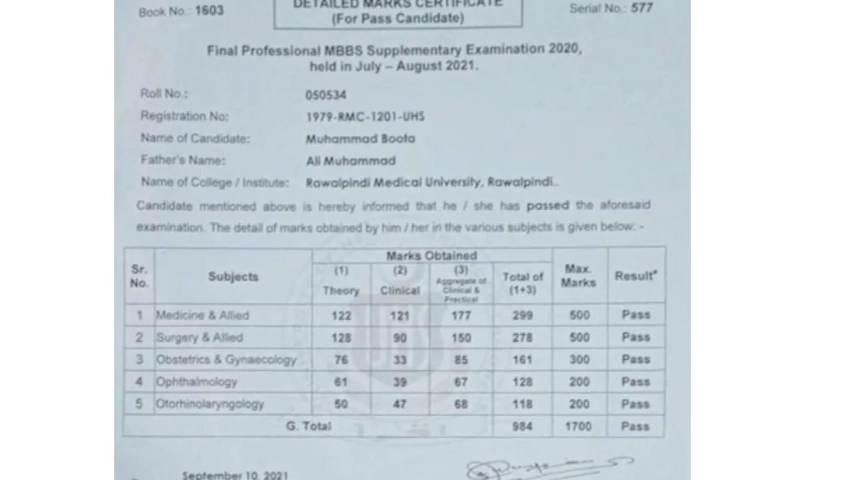 DETAILED MARKS CERTIFICATE
Book No.: 1603
(For Pass Candidate)
Serial No.: 577
Final Professional MBBS Supplementary Examination 2020,
held in July – August 2021.
Roll No.: 050534
Registration No: 1979-RMC-1201-UHS
Name of Candidate: Muhammad Boota
Father's Name: Ali Muhammad
Name of College / Institute: Rawalpindi Medical University, Rawalpindi..
Candidate mentioned above is hereby informed that he / she has passed the aforesaid
examination. The detail of marks obtained by him / her in the various subjects is given below: -
Sr. No. Subjects Marks Obtained Total of (1+3) Max. Marks Result*
(1) Theory (2) Clinical (3) Aggregate of Clinical & Practical
1 Medicine & Allied 122 121 177 299 500 Pass
2 Surgery & Allied 128 90 150 278 500 Pass
3 Obstetrics & Gynaecology 76 33 85 161 300 Pass
4 Ophthalmology 61 39 67 128 200 Pass
5 Otorhinolaryngology 50 47 68 118 200 Pass
G. Total 984 1700 Pass
September 10, 2021